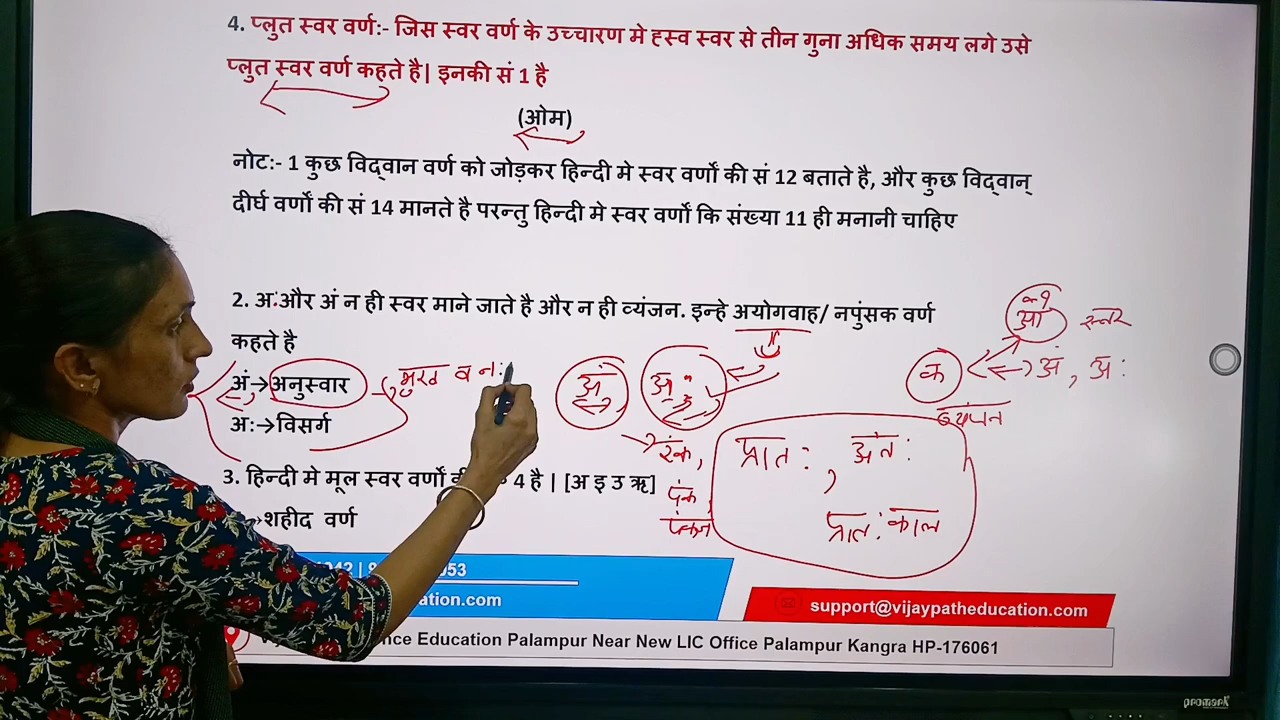 4. प्लुत स्वर वर्णः- जिस स्वर वर्ण के उच्चारण मे ह्स्व स्वर से तीन गुना अधिक समय लगे उसे
प्लुत स्वर वर्ण कहते है| इनकी सं 1 है
(ओम)
नोटः- 1 कुछ विद्वान वर्ण को जोड़कर हिन्दी मे स्वर वर्णों की सं 12 बताते है, और कुछ विद्वान्
दीर्घ वर्णों की सं 14 मानते है परन्तु हिन्दी मे स्वर वर्णों कि संख्या 11 ही मनानी चाहिए
2. अः और अं न ही स्वर माने जाते है और न ही व्यंजन. इन्हे अयोगवाह/ नपुंसक वर्ण
कहते है
अं→अनुस्वार
अः→विसर्ग
व नः
अं
अः
क
स्वर
अं, अः
व्यंजन
रंक,
पंक
पंकज
प्रातः, अंतः
प्रातः काल
3. हिन्दी मे मूल स्वर वर्णों 4 है | [अ इ उ ऋ]
शहीद वर्ण
support@vijaypatheducation.com
Education Palampur Near New LIC Office Palampur Kangra HP-176061
promark